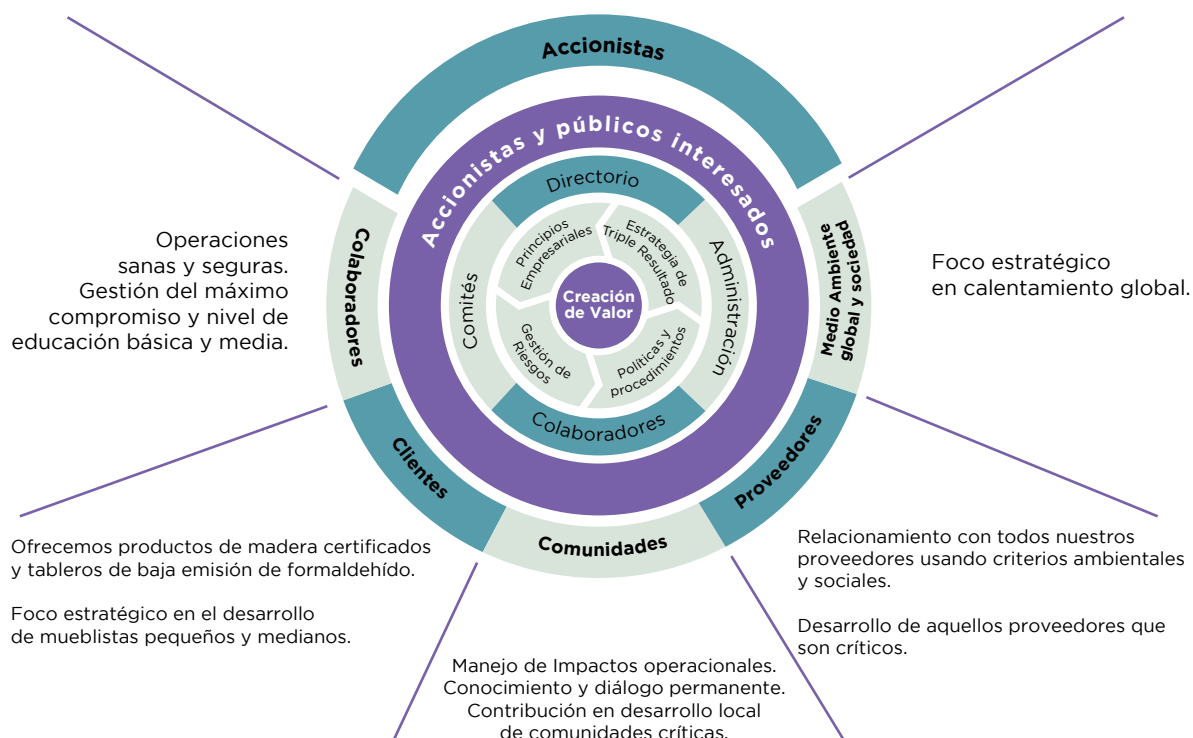 Accionistas
Accionistas y públicos interesados
Directorio
Principios
Empresariales
Estrategia de
Triple Resultado
Comités
Administración
Creación
de Valor
Gestión de
Riesgos
Políticas y
procedimientos
Colaboradores
Colaboradores
Medio Ambiente
global y sociedad
Clientes
Proveedores
Comunidades
Operaciones
sanas y seguras.
Gestión del máximo
compromiso y nivel de
educación básica y media.
Foco estratégico
en calentamiento global.
Ofrecemos productos de madera certificados
y tableros de baja emisión de formaldehído.
Foco estratégico en el desarrollo
de mueblistas pequeños y medianos.
Manejo de Impactos operacionales.
Conocimiento y diálogo permanente.
Contribución en desarrollo local
de comunidades críticas.
Relacionamiento con todos nuestros
proveedores usando criterios ambientales
y sociales.
Desarrollo de aquellos proveedores que
son críticos.